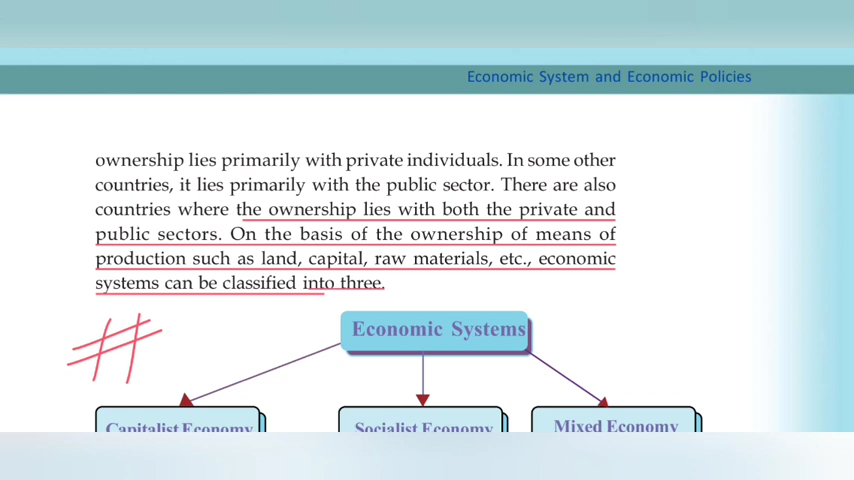 Economic System and Economic Policies
ownership lies primarily with private individuals. In some other
countries, it lies primarily with the public sector. There are also
countries where the ownership lies with both the private and
public sectors. On the basis of the ownership of means of
production such as land, capital, raw materials, etc., economic
systems can be classified into three.
Economic Systems
Capitalist Economy
Socialist Economy
Mixed Economy